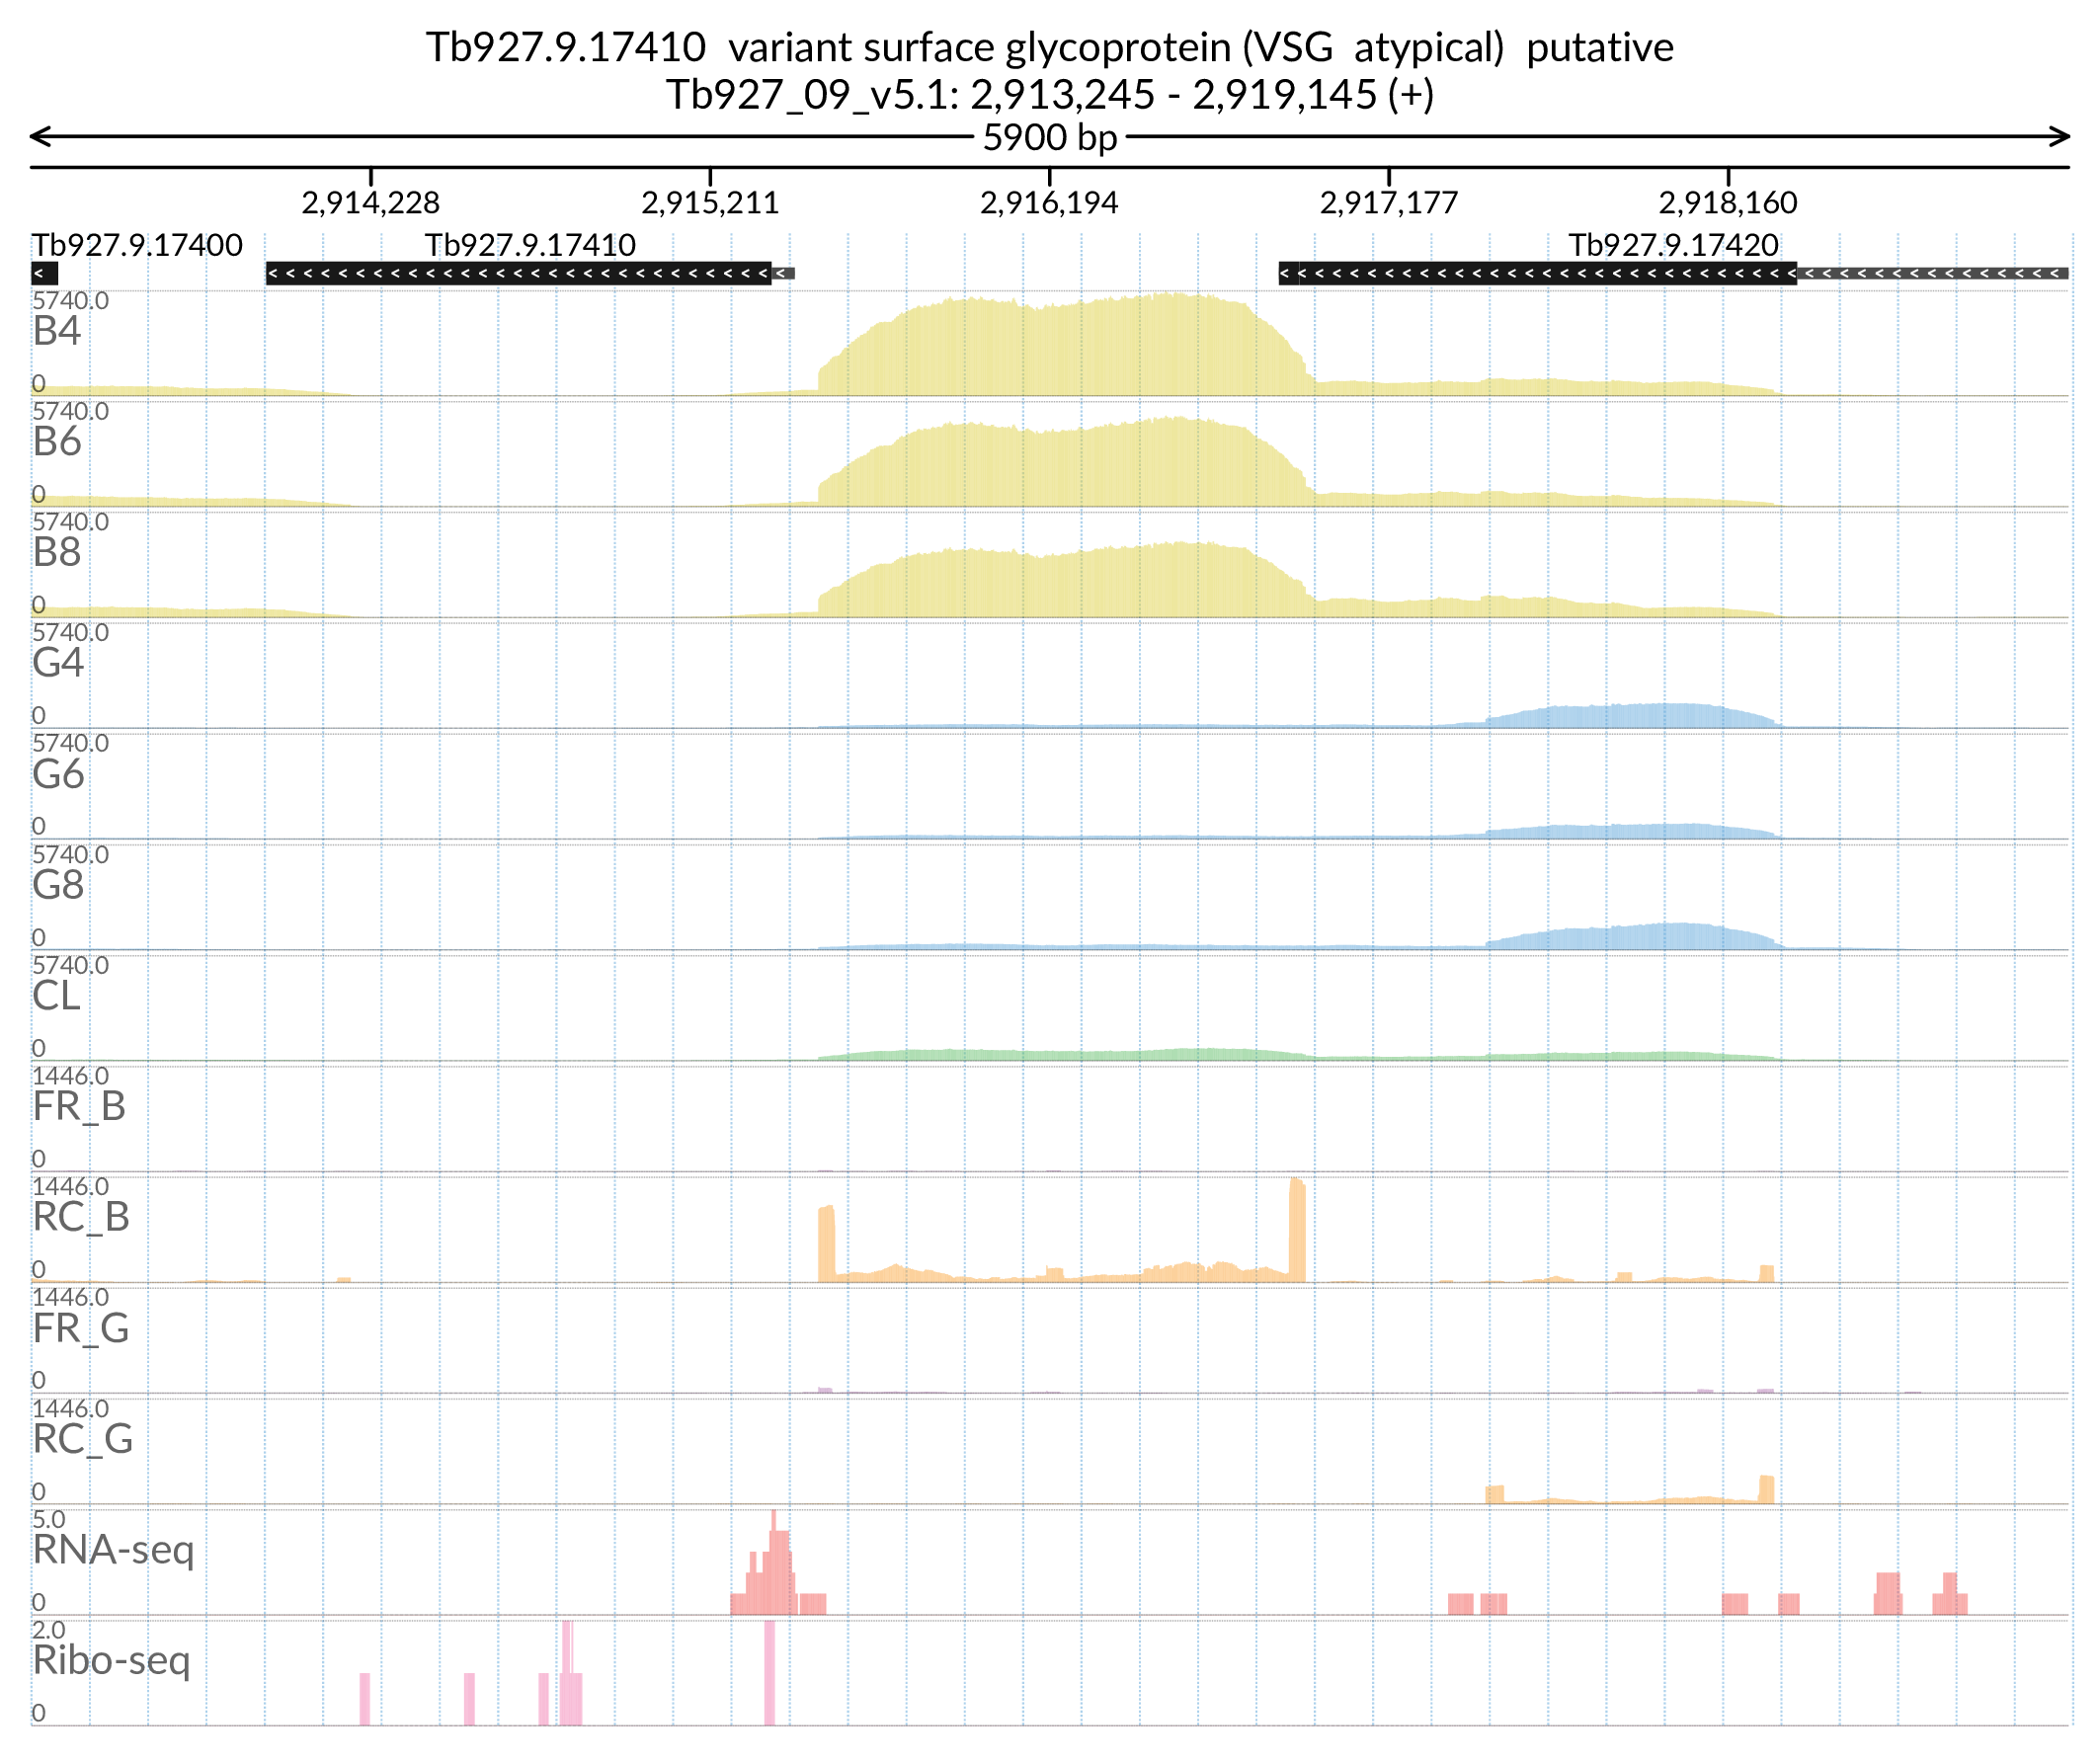 Tb927.9.17410 variant surface glycoprotein (VSG atypical) putative
Tb927_09_v5.1: 2,913,245 - 2,919,145 (+)
5900 bp
2,914,228 2,915,211 2,916,194 2,917,177 2,918,160
Tb927.9.17400 Tb927.9.17410 Tb927.9.17420
5740.0
B4
0
5740.0
B6
0
5740.0
B8
0
5740.0
G4
0
5740.0
G6
0
5740.0
G8
0
5740.0
CL
0
1446.0
FR_B
0
1446.0
RC_B
0
1446.0
FR_G
0
1446.0
RC_G
0
5.0
RNA-seq
0
2.0
Ribo-seq
0